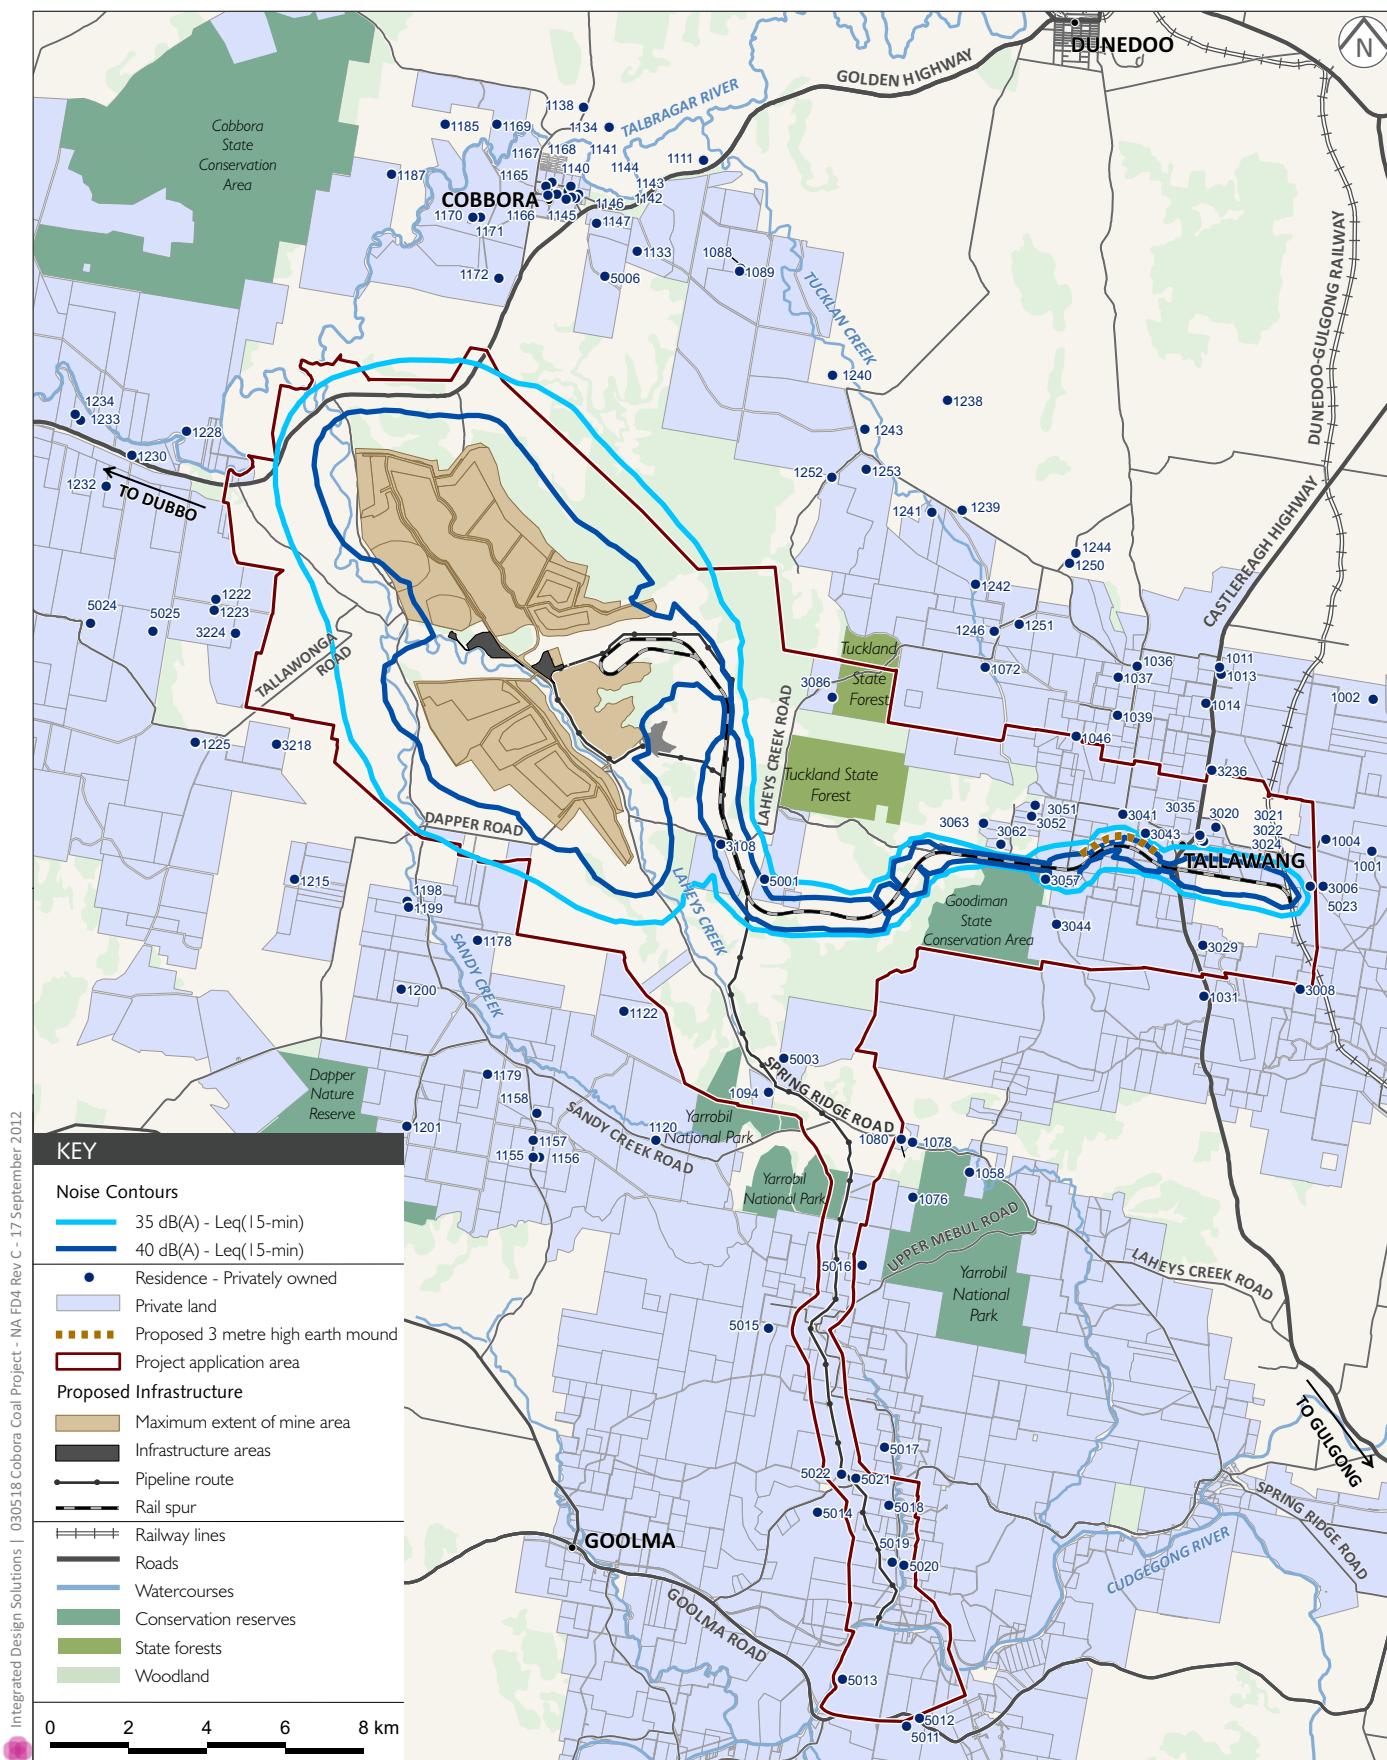 DUNEDOO
N
GOLDEN HIGHWAY
TALBRAGAR RIVER
Cobbora
State
Conservation
Area
1138
1134
1185
1169
1167
1168
1141
1111
1187
1165
1140
1144
1143
COBBORA
1146
1142
1170
1166
1145
1147
1171
1133
1088
1172
5006
1089
TUCKLAN CREEK
DUNEDOO-GULGONG RAILWAY
1240
1238
1234
1233
1228
1243
1230
1252
1253
1232
TO DUBBO
1241
1239
CASTLEREAGH HIGHWAY
1244
1250
1242
1222
1223
5024
5025
3224
1246
1251
TALLAWONGA
ROAD
Tuckland
State
Forest
1072
1036
1037
1011
1013
3086
1002
1014
1039
LAHEYS CREEK ROAD
1225
3218
1046
3236
Tuckland State
Forest
3051
3052
3035
3041
3020
3021
3022
3024
DAPPER ROAD
3063
3062
3043
1004
3108
TALLAWANG
1001
5001
3057
3006
5023
1215
1198
1199
LAHEYS CREEK
Goodiman
State
Conservation Area
3044
1178
SANDY CREEK
3029
1200
1031
3008
1122
5003
Dapper
Nature
Reserve
1179
1094
SPRING RIDGE ROAD
1158
SANDY CREEK ROAD
Yarrobil
National Park
1201
1120
1080
1078
1157
1155
1156
Yarrobil
National Park
1058
1076
UPPER MEBUL ROAD
5016
LAHEYS CREEK ROAD
Yarrobil
National
Park
5015
TO GULGONG
5017
5022
5021
SPRING RIDGE ROAD
5014
5018
GOOLMA
5019
5020
CUDGEGONG RIVER
GOOLMA ROAD
5013
5012
5011
KEY
Noise Contours
35 dB(A) - Leq(15-min)
40 dB(A) - Leq(15-min)
Residence - Privately owned
Private land
Proposed 3 metre high earth mound
Project application area
Proposed Infrastructure
Maximum extent of mine area
Infrastructure areas
Pipeline route
Rail spur
Railway lines
Roads
Watercourses
Conservation reserves
State forests
Woodland
0 2 4 6 8 km
Integrated Design Solutions | 030518 Cobora Coal Project - NA FD4 Rev C - 17 September 2012